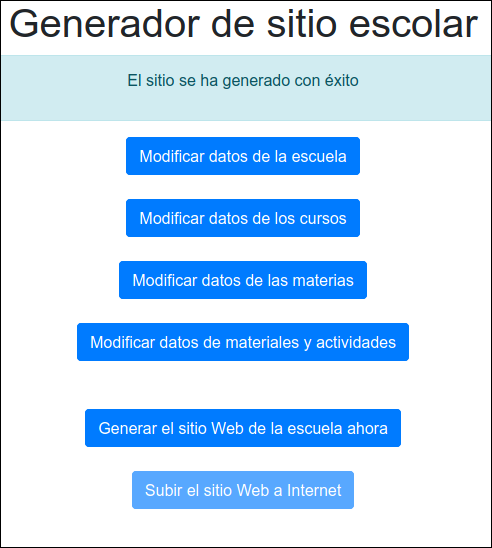 Generador de sitio escolar
El sitio se ha generado con éxito
Modificar datos de la escuela
Modificar datos de los cursos
Modificar datos de las materias
Modificar datos de materiales y actividades
Generar el sitio Web de la escuela ahora
Subir el sitio Web a Internet